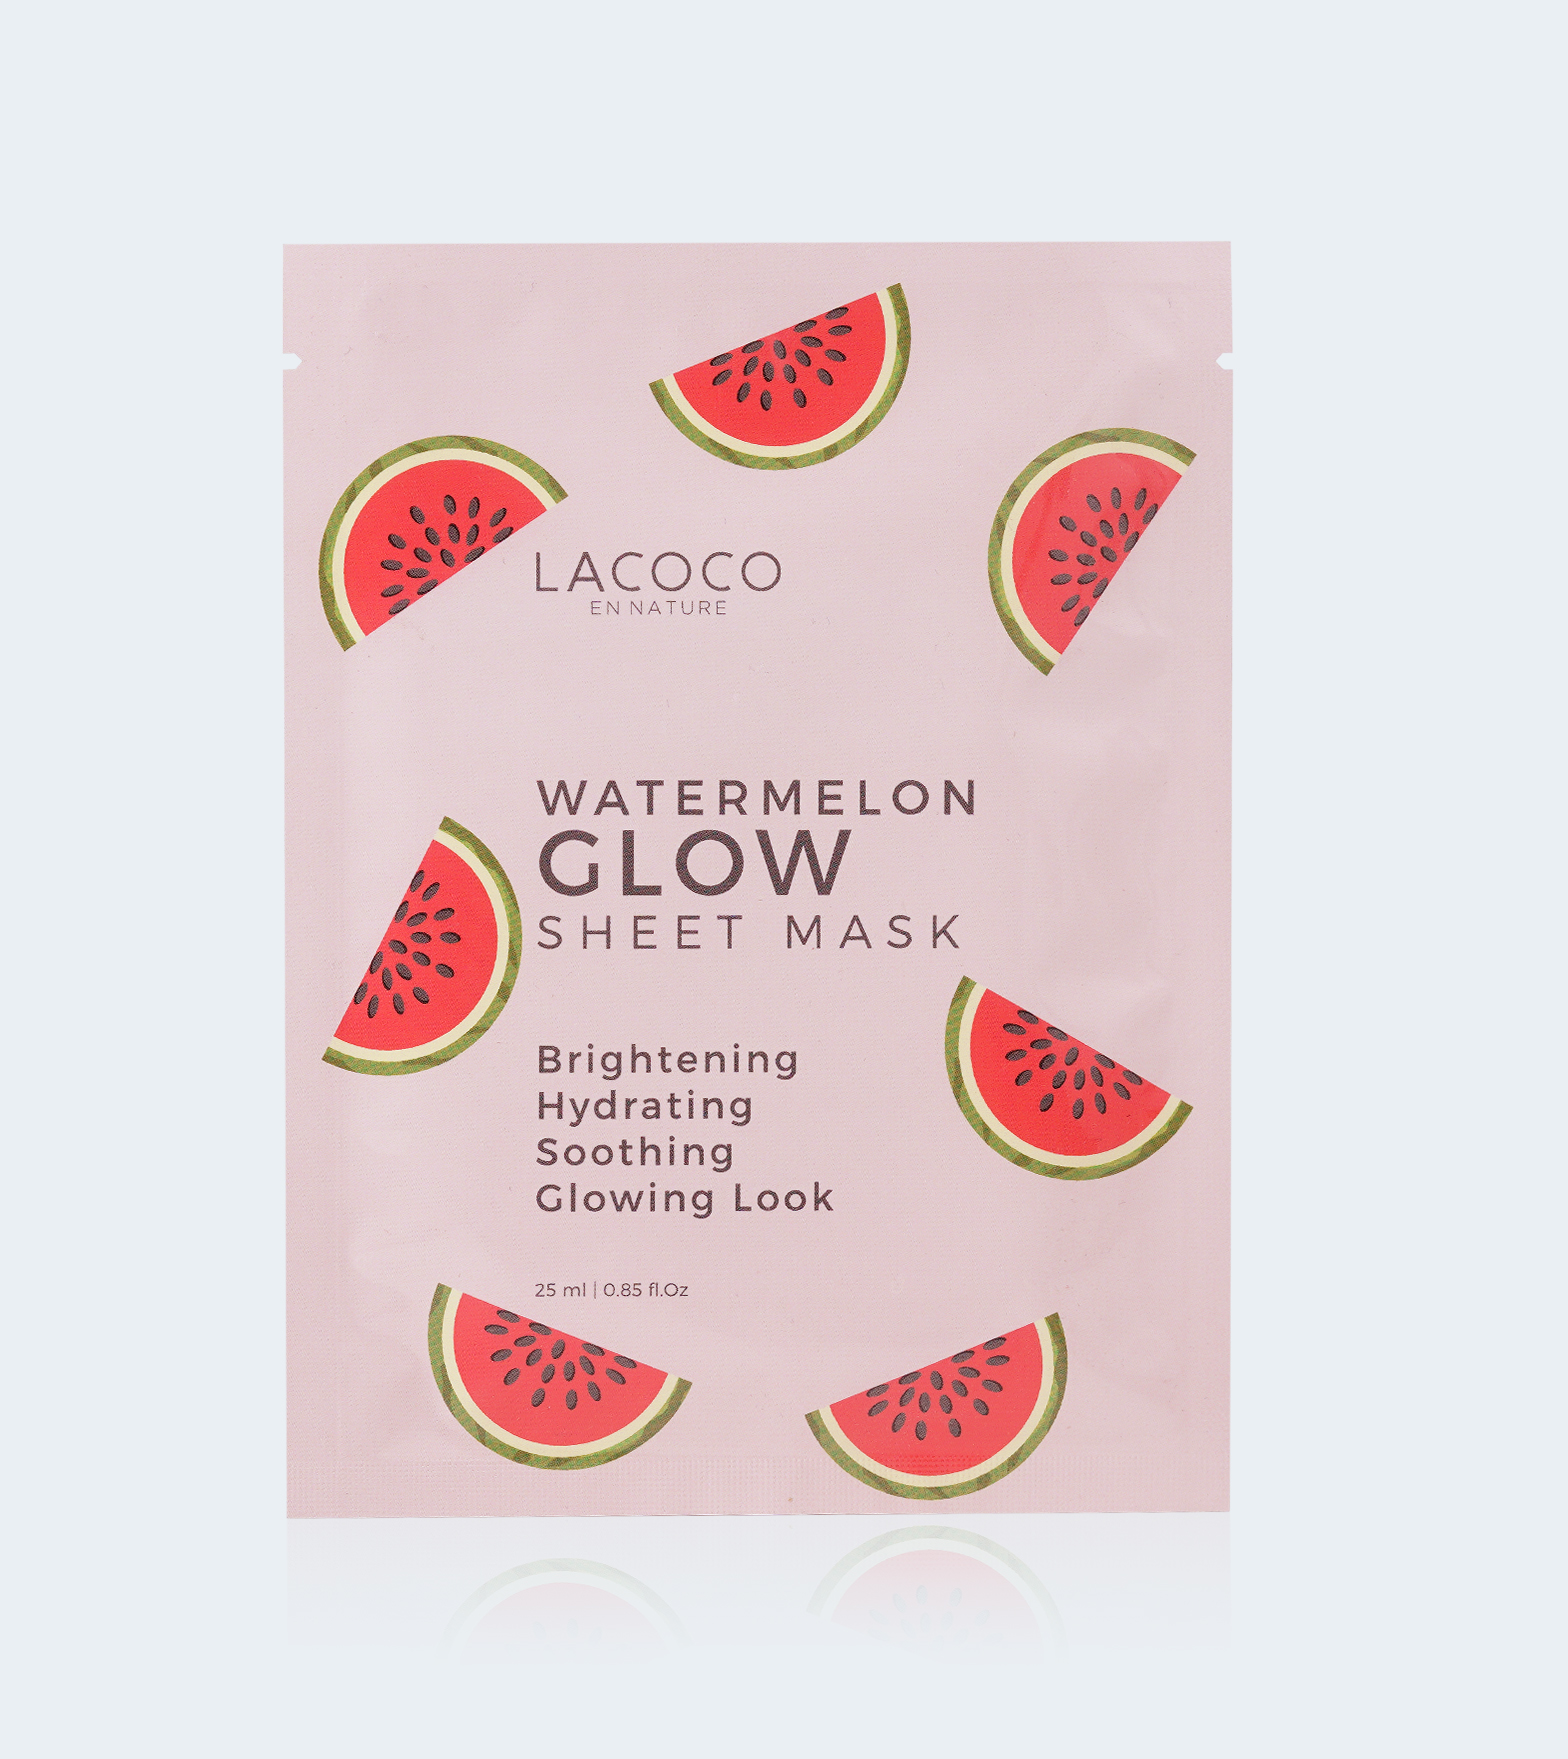 LACOCO
EN NATURE
WATERMELON
GLOW
SHEET MASK
Brightening
Hydrating
Soothing
Glowing Look
25 ml | 0.85 fl.Oz